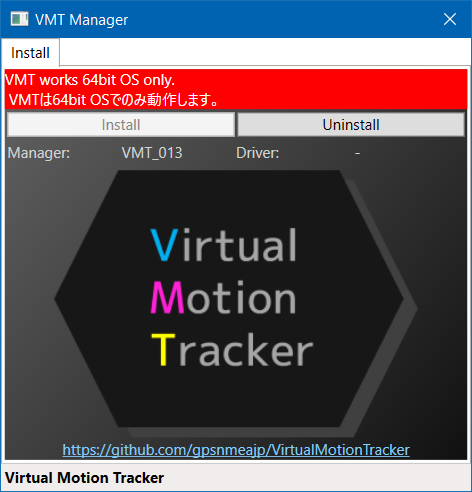 VMT Manager
Install
VMT works 64bit OS only.
VMTは64bit OSでのみ動作します。
Install Uninstall
Manager: VMT_013 Driver: -
Virtual
Motion
Tracker
https://github.com/gpsnmeajp/VirtualMotionTracker
Virtual Motion Tracker